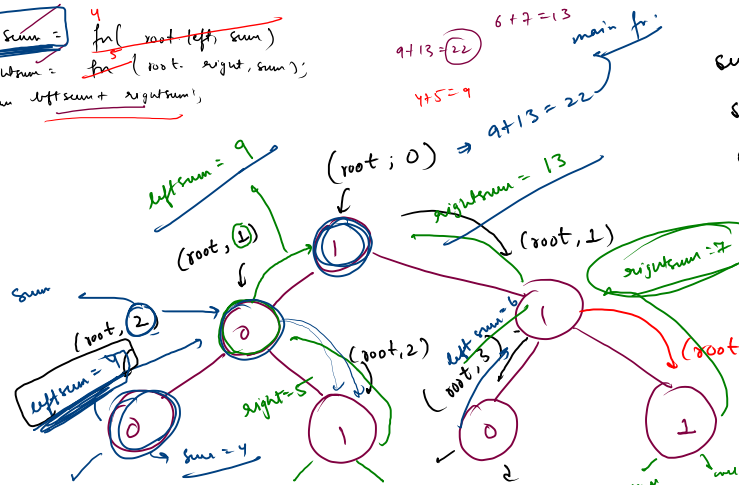 sum = fn( root left, sum)
4
rightsum = fn ( root. right, sum);
5
leftsum + rightsum;
6+7=13
9+13=22
4+5=9
main fn.
(root, 0) ⇒ 9+13=22
leftsum = 9
rightsum = 13
(root, 1)
1
(root, 1)
rightsum = 7
sum
(root, 2)
0
leftsum = 6
1
(root, 3)
(root
(root, 2)
leftsum = 4
right = 5
0
sum = 4
1
0
1